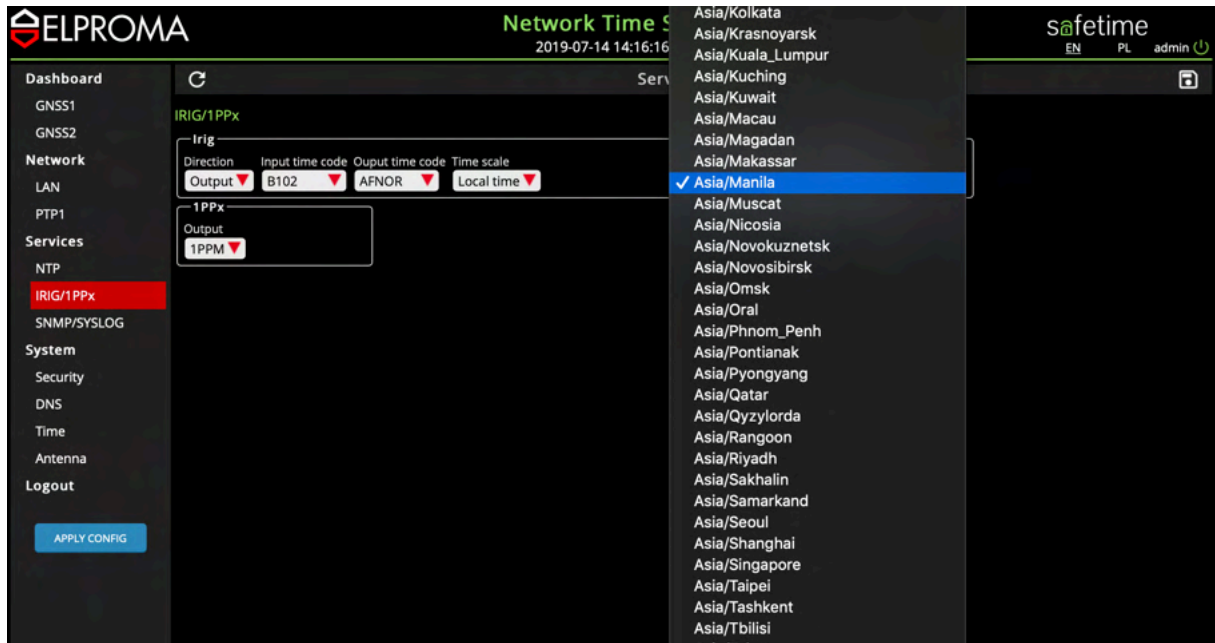 ELPROMA
Network Time S
2019-07-14 14:16:16
safetime
EN PL admin
Dashboard
GNSS1
GNSS2
Network
LAN
PTP1
Services
NTP
IRIG/1PPx
SNMP/SYSLOG
System
Security
DNS
Time
Antenna
Logout
APPLY CONFIG
Serv
IRIG/1PPx
Irig
Direction Input time code Ouput time code Time scale
Output B102 AFNOR Local time
1PPx
Output
1PPM
Asia/Kolkata
Asia/Krasnoyarsk
Asia/Kuala_Lumpur
Asia/Kuching
Asia/Kuwait
Asia/Macau
Asia/Magadan
Asia/Makassar
✓ Asia/Manila
Asia/Muscat
Asia/Nicosia
Asia/Novokuznetsk
Asia/Novosibirsk
Asia/Omsk
Asia/Oral
Asia/Phnom_Penh
Asia/Pontianak
Asia/Pyongyang
Asia/Qatar
Asia/Qyzylorda
Asia/Rangoon
Asia/Riyadh
Asia/Sakhalin
Asia/Samarkand
Asia/Seoul
Asia/Shanghai
Asia/Singapore
Asia/Taipei
Asia/Tashkent
Asia/Tbilisi